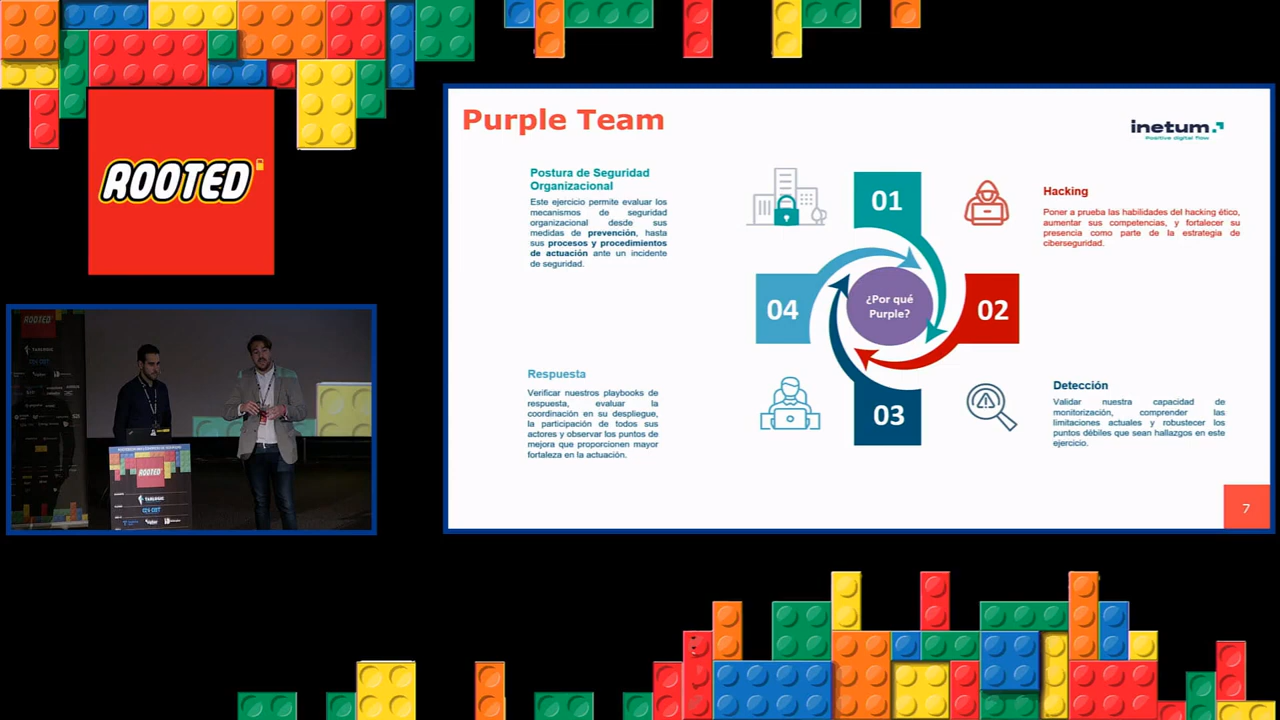 ROOTED
Purple Team
inetum.
Positive digital flow
Postura de Seguridad
Organizacional
Este ejercicio permite evaluar los
mecanismos de seguridad
organizacional desde sus
medidas de prevención, hasta
sus procesos y procedimientos
de actuación ante un incidente
de seguridad.
01
Hacking
Poner a prueba las habilidades del hacking ético,
aumentar sus competencias, y fortalecer su
presencia como parte de la estrategia de
ciberseguridad.
04
¿Por qué
Purple?
02
Respuesta
Verificar nuestros playbooks de
respuesta, evaluar la
coordinación en su despliegue,
la participación de todos sus
actores y observar los puntos de
mejora que proporcionen mayor
fortaleza en la actuación.
03
Detección
Validar nuestra capacidad de
monitorización, comprender las
limitaciones actuales y robustecer los
puntos débiles que sean hallazgos en este
ejercicio.
7
ROOTED
TARLOGIC
ROOTED
TARLOGIC